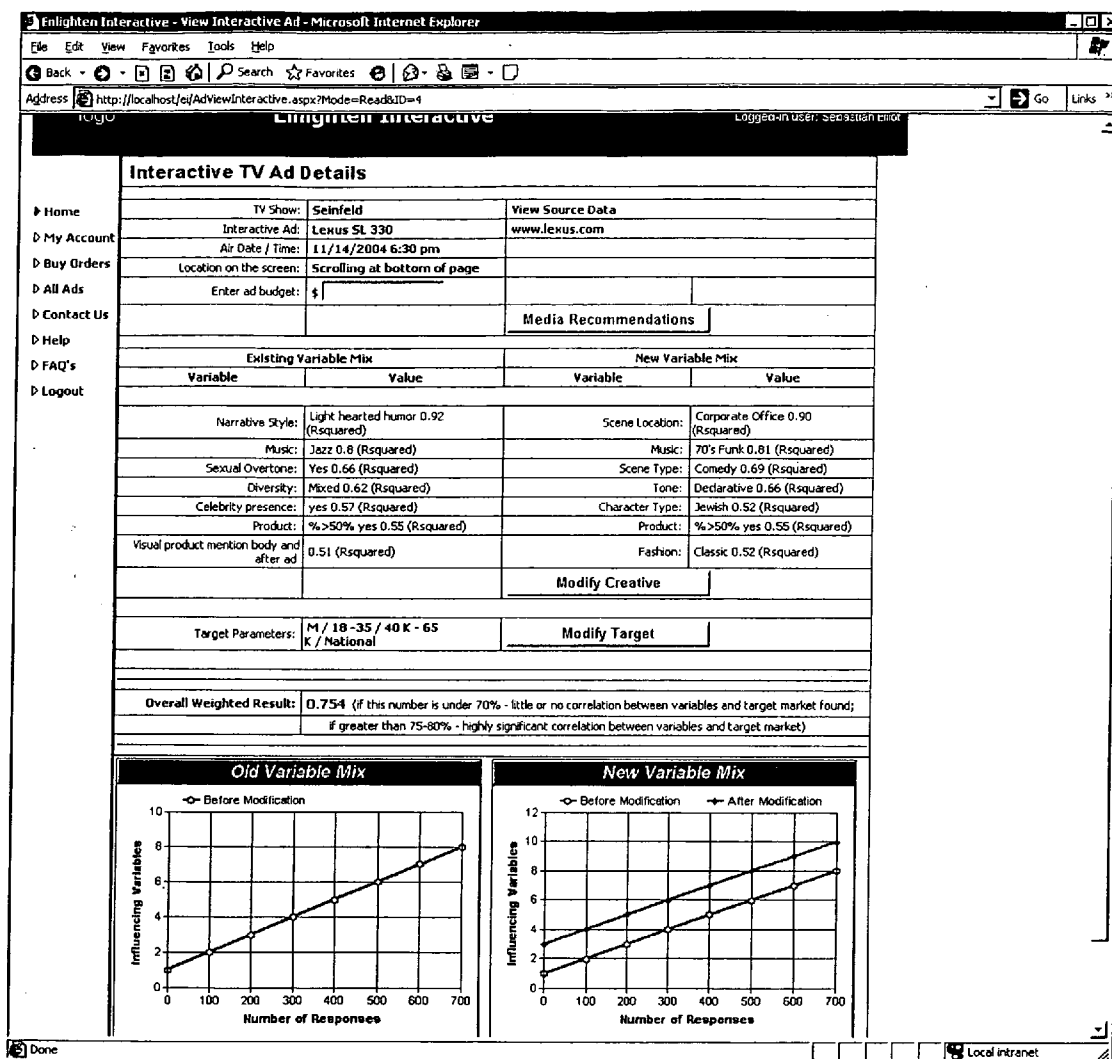 Enlighten Interactive - View Interactive Ad - Microsoft Internet Explorer
File Edit View Favorites Tools Help
Back Search Favorites
Address http://localhost/ei/AdViewInteractive.aspx?Mode=Read&ID=4 Go Links
logo Enlighten Interactive Logged-in user: Sebastian Elliot
Interactive TV Ad Details
Home
My Account
Buy Orders
All Ads
Contact Us
Help
FAQ's
Logout
TV Show: Seinfeld View Source Data
Interactive Ad: Lexus SL 330 www.lexus.com
Air Date / Time: 11/14/2004 6:30 pm
Location on the screen: Scrolling at bottom of page
Enter ad budget: $
Media Recommendations
Existing Variable Mix New Variable Mix
Variable Value Variable Value
Narrative Style: Light hearted humor 0.92 (Rsquared) Scene Location: Corporate Office 0.90 (Rsquared)
Music: Jazz 0.8 (Rsquared) Music: 70's Funk 0.81 (Rsquared)
Sexual Overtone: Yes 0.66 (Rsquared) Scene Type: Comedy 0.69 (Rsquared)
Diversity: Mixed 0.62 (Rsquared) Tone: Declarative 0.66 (Rsquared)
Celebrity presence: yes 0.57 (Rsquared) Character Type: Jewish 0.52 (Rsquared)
Product: %>50% yes 0.55 (Rsquared) Product: %>50% yes 0.55 (Rsquared)
Visual product mention body and after ad 0.51 (Rsquared) Fashion: Classic 0.52 (Rsquared)
Modify Creative
Target Parameters: M / 18 -35 / 40 K - 65 K / National Modify Target
Overall Weighted Result: 0.754 (if this number is under 70% - little or no correlation between variables and target market found;
if greater than 75-80% - highly significant correlation between variables and target market)
Old Variable Mix
Before Modification
Influencing Variables
10
8
6
4
2
0
0 100 200 300 400 500 600 700
Number of Responses
New Variable Mix
Before Modification After Modification
Influencing Variables
12
10
8
6
4
2
0
0 100 200 300 400 500 600 700
Number of Responses
Done Local intranet